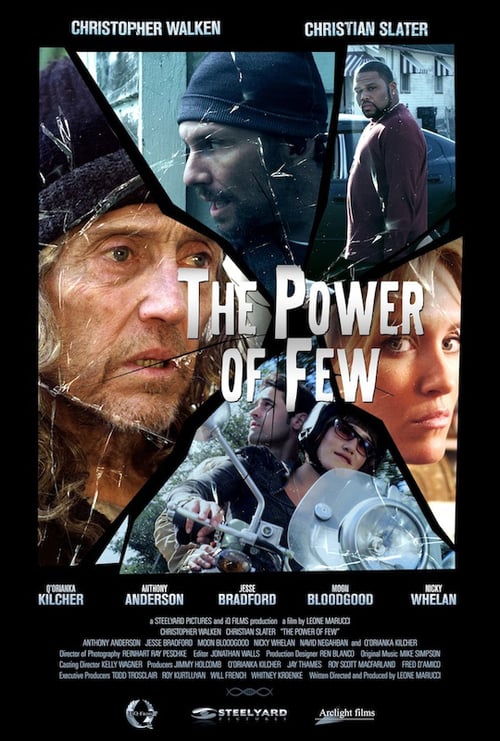 CHRISTOPHER WALKEN CHRISTIAN SLATER
THE POWER
OF FEW
Q'ORIANKA KILCHER ANTHONY ANDERSON JESSE BRADFORD MOON BLOODGOOD NICKY WHELAN
a STEELYARD PICTURES and iQ FILMS production a film by LEONE MARUCCI
CHRISTOPHER WALKEN CHRISTIAN SLATER "THE POWER OF FEW"
ANTHONY ANDERSON JESSE BRADFORD MOON BLOODGOOD NICKY WHELAN DAVID NEGAHBAN and Q'ORIANKA KILCHER
Director of Photography REINHART RAY PESCHKE Editor JONATHAN WRIGHT Production Designer REN BLANCO Original Music MIKE SIMPSON
Casting Director KELLY WAGNER Producers JIMMY HOLCOMB Q'ORIANKA KILCHER JAY THAMES ROY SCOTT MACFARLAND FRED D'AMICO
Executive Producers TODD TROSCLAIR ROY KURTLUYAN WILL FRENCH WHITNEY KROENKE Written Directed and Produced by LEONE MARUCCI
STEELYARD
PICTURES
Arclight films